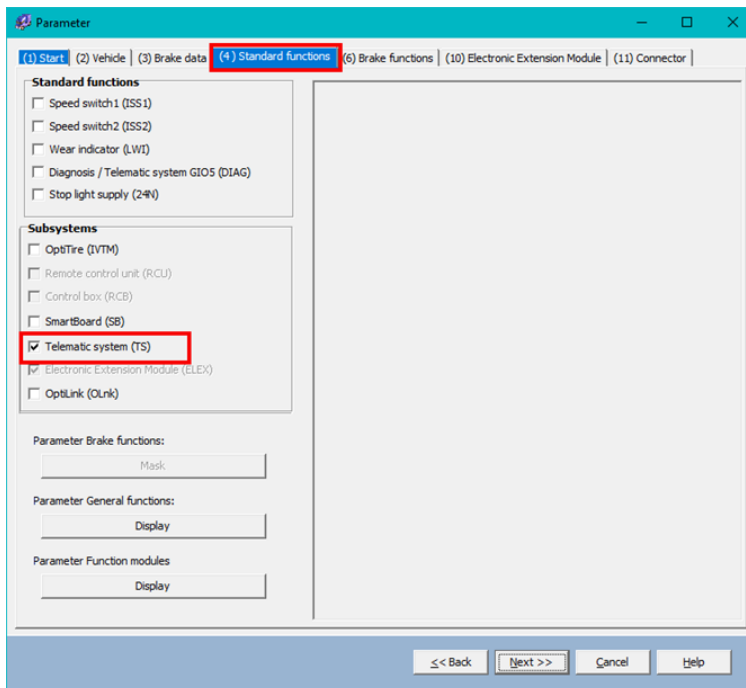 Parameter
(1) Start (2) Vehicle (3) Brake data (4) Standard functions (6) Brake functions (10) Electronic Extension Module (11) Connector
Standard functions
Speed switch1 (ISS1)
Speed switch2 (ISS2)
Wear indicator (LWI)
Diagnosis / Telematic system GIO5 (DIAG)
Stop light supply (24N)
Subsystems
OptiTire (IVTM)
Remote control unit (RCU)
Control box (RCB)
SmartBoard (SB)
Telematic system (TS)
Electronic Extension Module (ELEX)
OptiLink (OLnk)
Parameter Brake functions:
Mask
Parameter General functions:
Display
Parameter Function modules
Display
<< Back Next >> Cancel Help